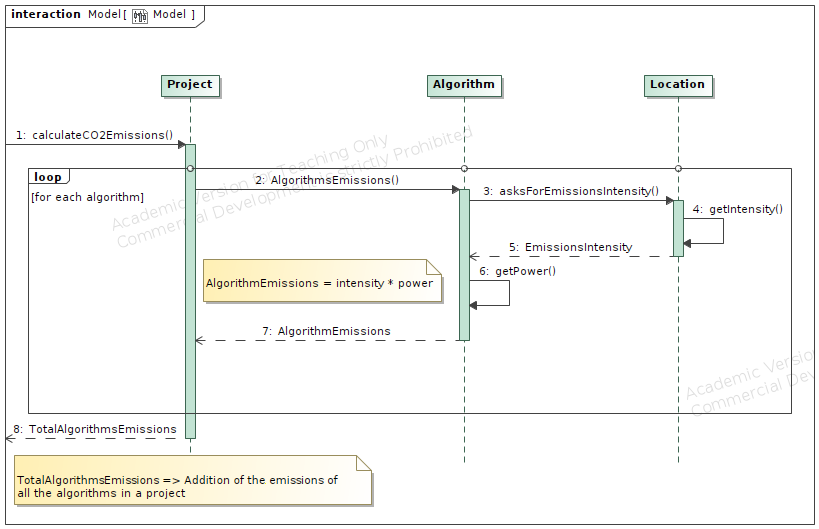 interaction Model[ Model ]
Project
Algorithm
Location
1: calculateCO2Emissions()
loop
[for each algorithm]
2: AlgorithmsEmissions()
3: asksForEmissionsIntensity()
4: getIntensity()
5: EmissionsIntensity
6: getPower()
AlgorithmEmissions = intensity * power
7: AlgorithmEmissions
8: TotalAlgorithmsEmissions
TotalAlgorithmsEmissions => Addition of the emissions of
all the algorithms in a project
Academic Version for Teaching Only
Commercial Development is strictly Prohibited
Academic Version
Commercial